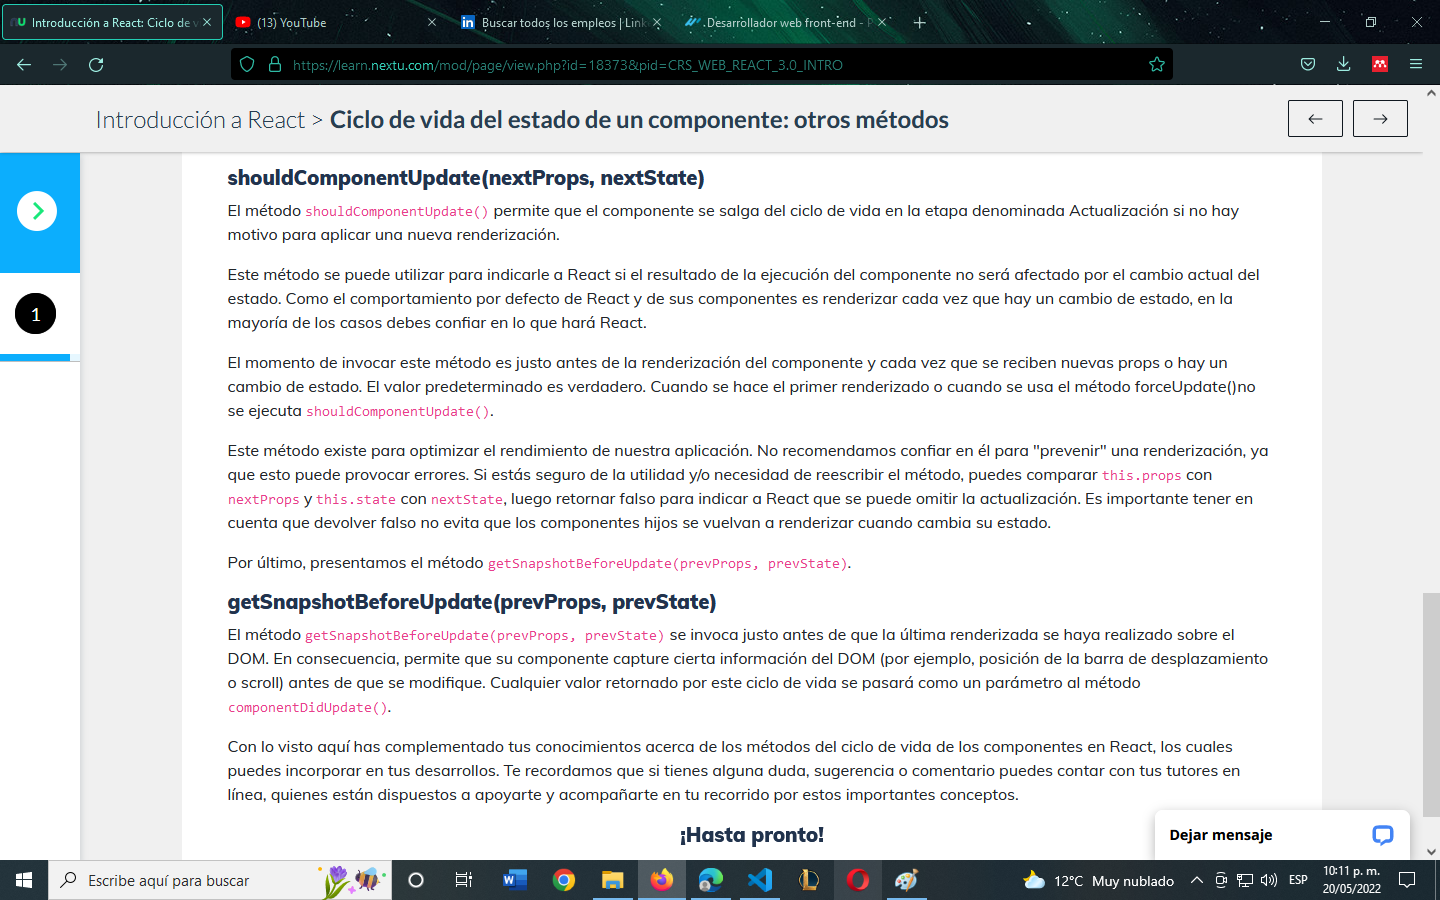 Introducción a React: Ciclo de v
(13) YouTube
Buscar todos los empleos | Link
Desarrollador web front-end - P
https://learn.nextu.com/mod/page/view.php?id=18373&pid=CRS_WEB_REACT_3.0_INTRO
Introducción a React > Ciclo de vida del estado de un componente: otros métodos
1
shouldComponentUpdate(nextProps, nextState)
El método shouldComponentUpdate() permite que el componente se salga del ciclo de vida en la etapa denominada Actualización si no hay
motivo para aplicar una nueva renderización.
Este método se puede utilizar para indicarle a React si el resultado de la ejecución del componente no será afectado por el cambio actual del
estado. Como el comportamiento por defecto de React y de sus componentes es renderizar cada vez que hay un cambio de estado, en la
mayoría de los casos debes confiar en lo que hará React.
El momento de invocar este método es justo antes de la renderización del componente y cada vez que se reciben nuevas props o hay un
cambio de estado. El valor predeterminado es verdadero. Cuando se hace el primer renderizado o cuando se usa el método forceUpdate()no
se ejecuta shouldComponentUpdate().
Este método existe para optimizar el rendimiento de nuestra aplicación. No recomendamos confiar en él para "prevenir" una renderización, ya
que esto puede provocar errores. Si estás seguro de la utilidad y/o necesidad de reescribir el método, puedes comparar this.props con
nextProps y this.state con nextState, luego retornar falso para indicar a React que se puede omitir la actualización. Es importante tener en
cuenta que devolver falso no evita que los componentes hijos se vuelvan a renderizar cuando cambia su estado.
Por último, presentamos el método getSnapshotBeforeUpdate(prevProps, prevState).
getSnapshotBeforeUpdate(prevProps, prevState)
El método getSnapshotBeforeUpdate(prevProps, prevState) se invoca justo antes de que la última renderizada se haya realizado sobre el
DOM. En consecuencia, permite que su componente capture cierta información del DOM (por ejemplo, posición de la barra de desplazamiento
o scroll) antes de que se modifique. Cualquier valor retornado por este ciclo de vida se pasará como un parámetro al método
componentDidUpdate().
Con lo visto aquí has complementado tus conocimientos acerca de los métodos del ciclo de vida de los componentes en React, los cuales
puedes incorporar en tus desarrollos. Te recordamos que si tienes alguna duda, sugerencia o comentario puedes contar con tus tutores en
línea, quienes están dispuestos a apoyarte y acompañarte en tu recorrido por estos importantes conceptos.
¡Hasta pronto!
Dejar mensaje
Escribe aquí para buscar
12°C Muy nublado
ESP
10:11 p. m.
20/05/2022